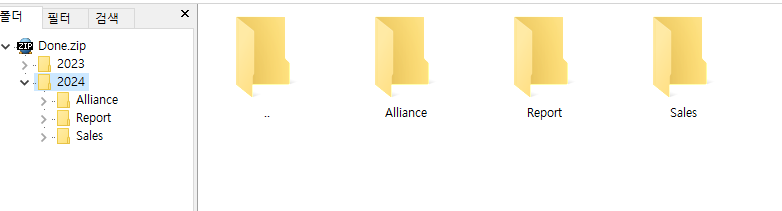 폴더 필터 검색
Done.zip
2023
2024
Alliance
Report
Sales
.. Alliance Report Sales